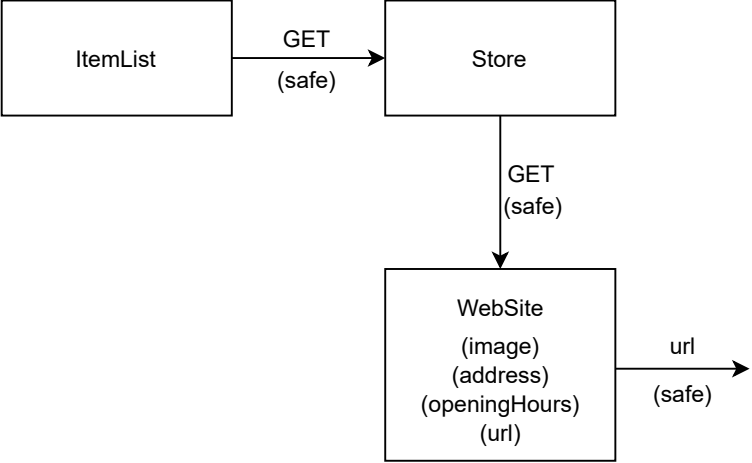 ItemList
GET
(safe)
Store
GET
(safe)
WebSite
(image)
(address)
(openingHours)
(url)
url
(safe)